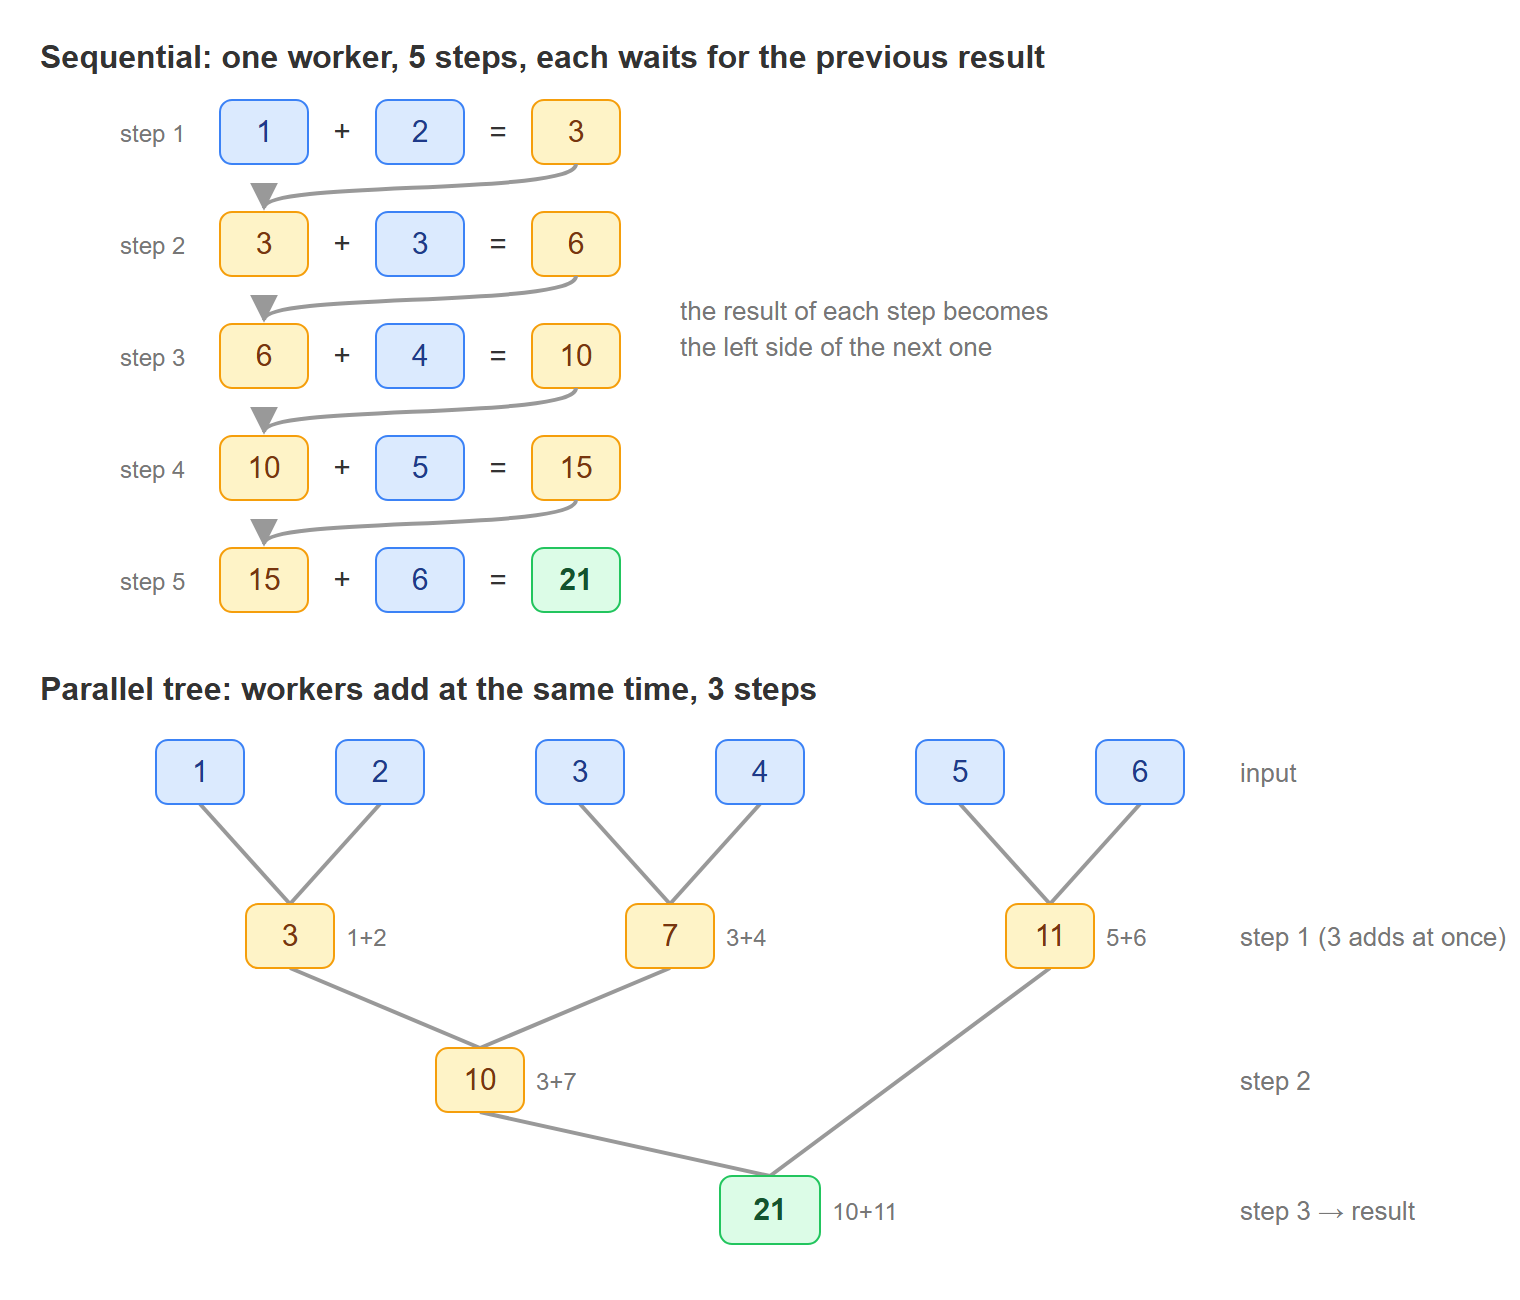 Sequential: one worker, 5 steps, each waits for the previous result
step 1 1 + 2 = 3
step 2 3 + 3 = 6
the result of each step becomes
the left side of the next one
step 3 6 + 4 = 10
step 4 10 + 5 = 15
step 5 15 + 6 = 21
Parallel tree: workers add at the same time, 3 steps
1 2 3 4 5 6 input
3 1+2 7 3+4 11 5+6 step 1 (3 adds at once)
10 3+7 step 2
21 10+11 step 3 → result